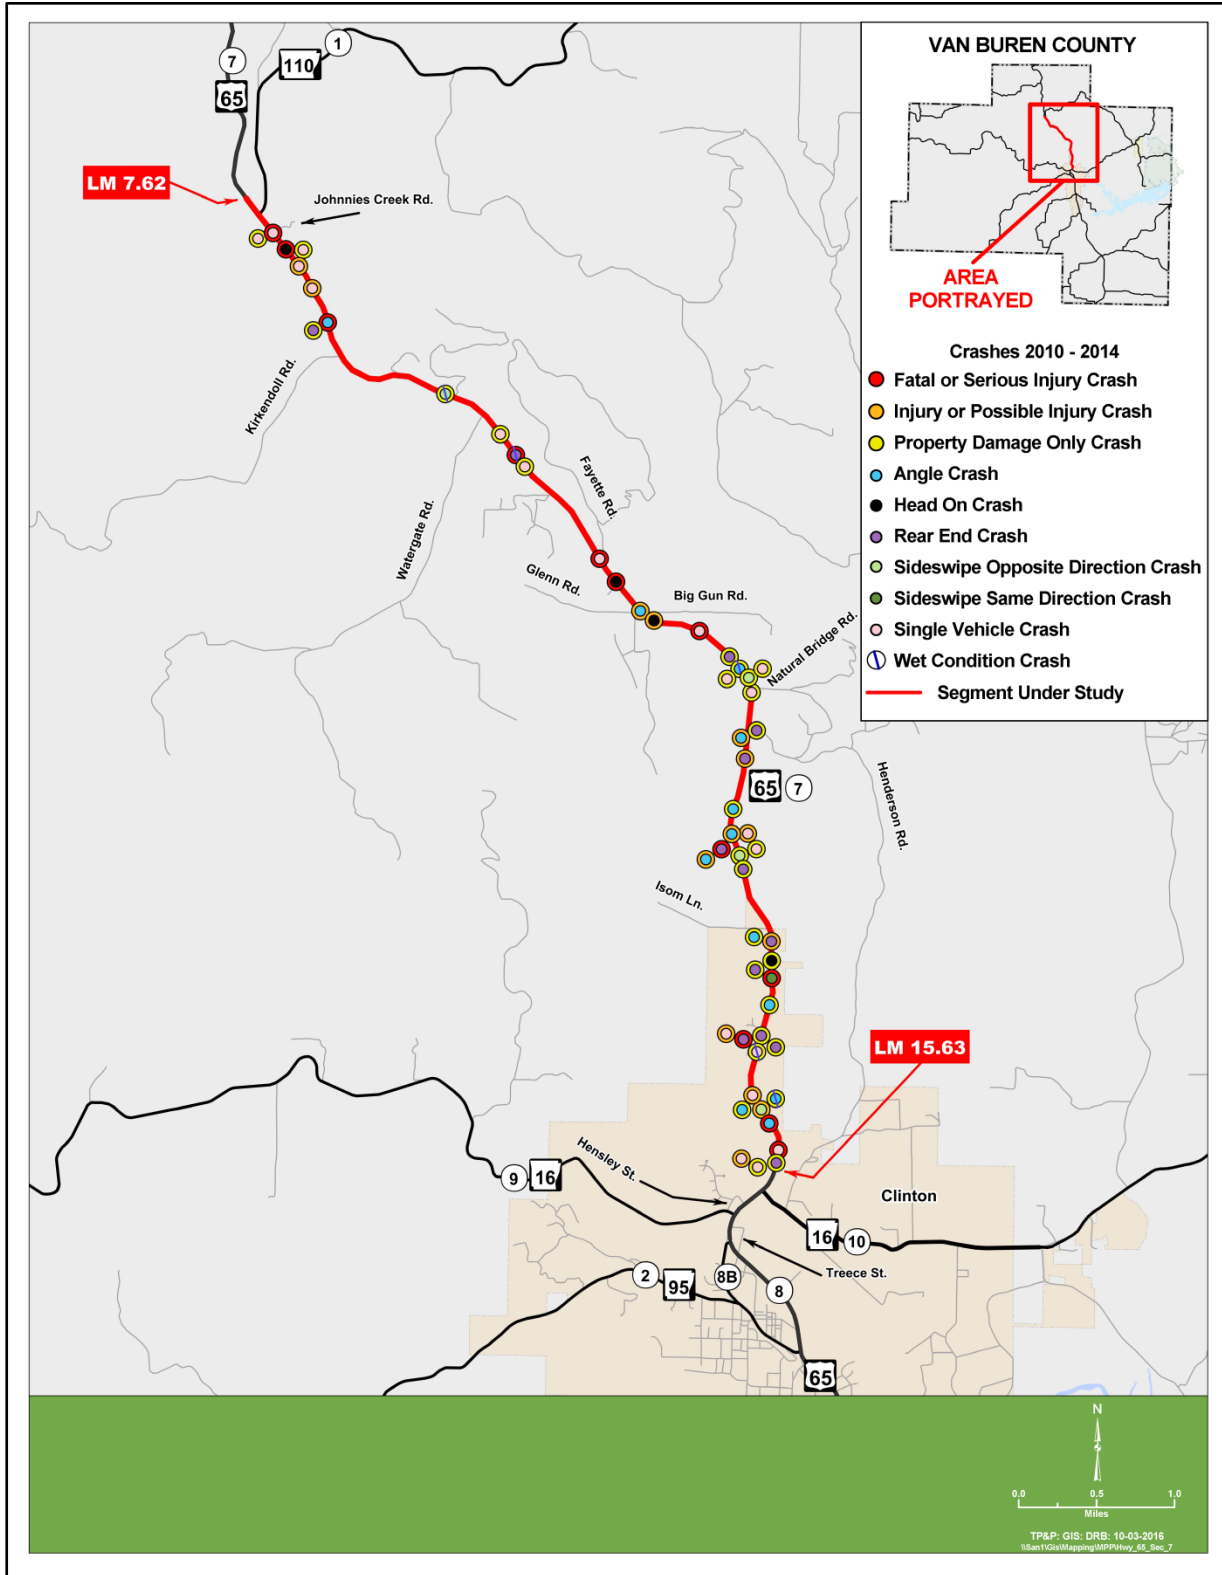 VAN BUREN COUNTY
AREA
PORTRAYED
Crashes 2010 - 2014
Fatal or Serious Injury Crash
Injury or Possible Injury Crash
Property Damage Only Crash
Angle Crash
Head On Crash
Rear End Crash
Sideswipe Opposite Direction Crash
Sideswipe Same Direction Crash
Single Vehicle Crash
Wet Condition Crash
Segment Under Study
1
7
110
65
LM 7.62
Johnnies Creek Rd.
Kirkendoll Rd.
Watergate Rd.
Fayette Rd.
Glenn Rd.
Big Gun Rd.
Natural Bridge Rd.
65
7
Henderson Rd.
Isom Ln.
LM 15.63
Hensley St.
9
16
Clinton
16
10
Treece St.
2
95
8B
8
65
N
0.0
0.5
1.0
Miles
TP&P: GIS: DRB: 10-03-2016
\\San1\Gis\Mapping\MPP\Hwy_65_Sec_7